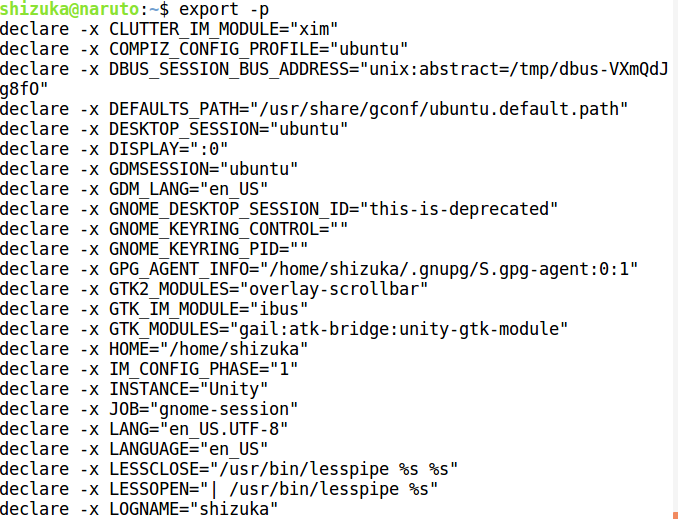 shizuka@naruto:~$ export -p
declare -x CLUTTER_IM_MODULE="xim"
declare -x COMPIZ_CONFIG_PROFILE="ubuntu"
declare -x DBUS_SESSION_BUS_ADDRESS="unix:abstract=/tmp/dbus-VXmQdJ
g8fO"
declare -x DEFAULTS_PATH="/usr/share/gconf/ubuntu.default.path"
declare -x DESKTOP_SESSION="ubuntu"
declare -x DISPLAY=":0"
declare -x GDMSESSION="ubuntu"
declare -x GDM_LANG="en_US"
declare -x GNOME_DESKTOP_SESSION_ID="this-is-deprecated"
declare -x GNOME_KEYRING_CONTROL=""
declare -x GNOME_KEYRING_PID=""
declare -x GPG_AGENT_INFO="/home/shizuka/.gnupg/S.gpg-agent:0:1"
declare -x GTK2_MODULES="overlay-scrollbar"
declare -x GTK_IM_MODULE="ibus"
declare -x GTK_MODULES="gail:atk-bridge:unity-gtk-module"
declare -x HOME="/home/shizuka"
declare -x IM_CONFIG_PHASE="1"
declare -x INSTANCE="Unity"
declare -x JOB="gnome-session"
declare -x LANG="en_US.UTF-8"
declare -x LANGUAGE="en_US"
declare -x LESSCLOSE="/usr/bin/lesspipe %s %s"
declare -x LESSOPEN="| /usr/bin/lesspipe %s"
declare -x LOGNAME="shizuka"